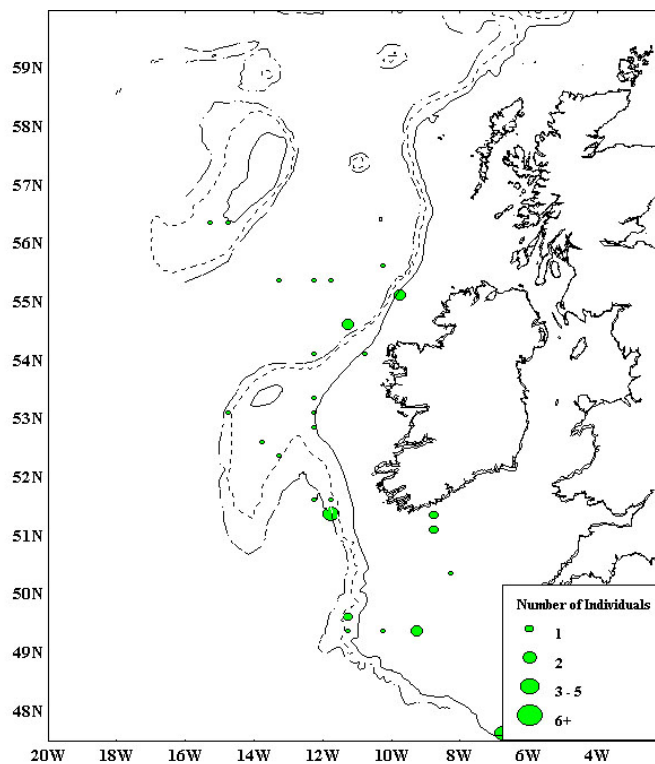 59N
58N
57N
56N
55N
54N
53N
52N
51N
50N
49N
48N
Number of Individuals
1
2
3 - 5
6+
20W 18W 16W 14W 12W 10W 8W 6W 4W